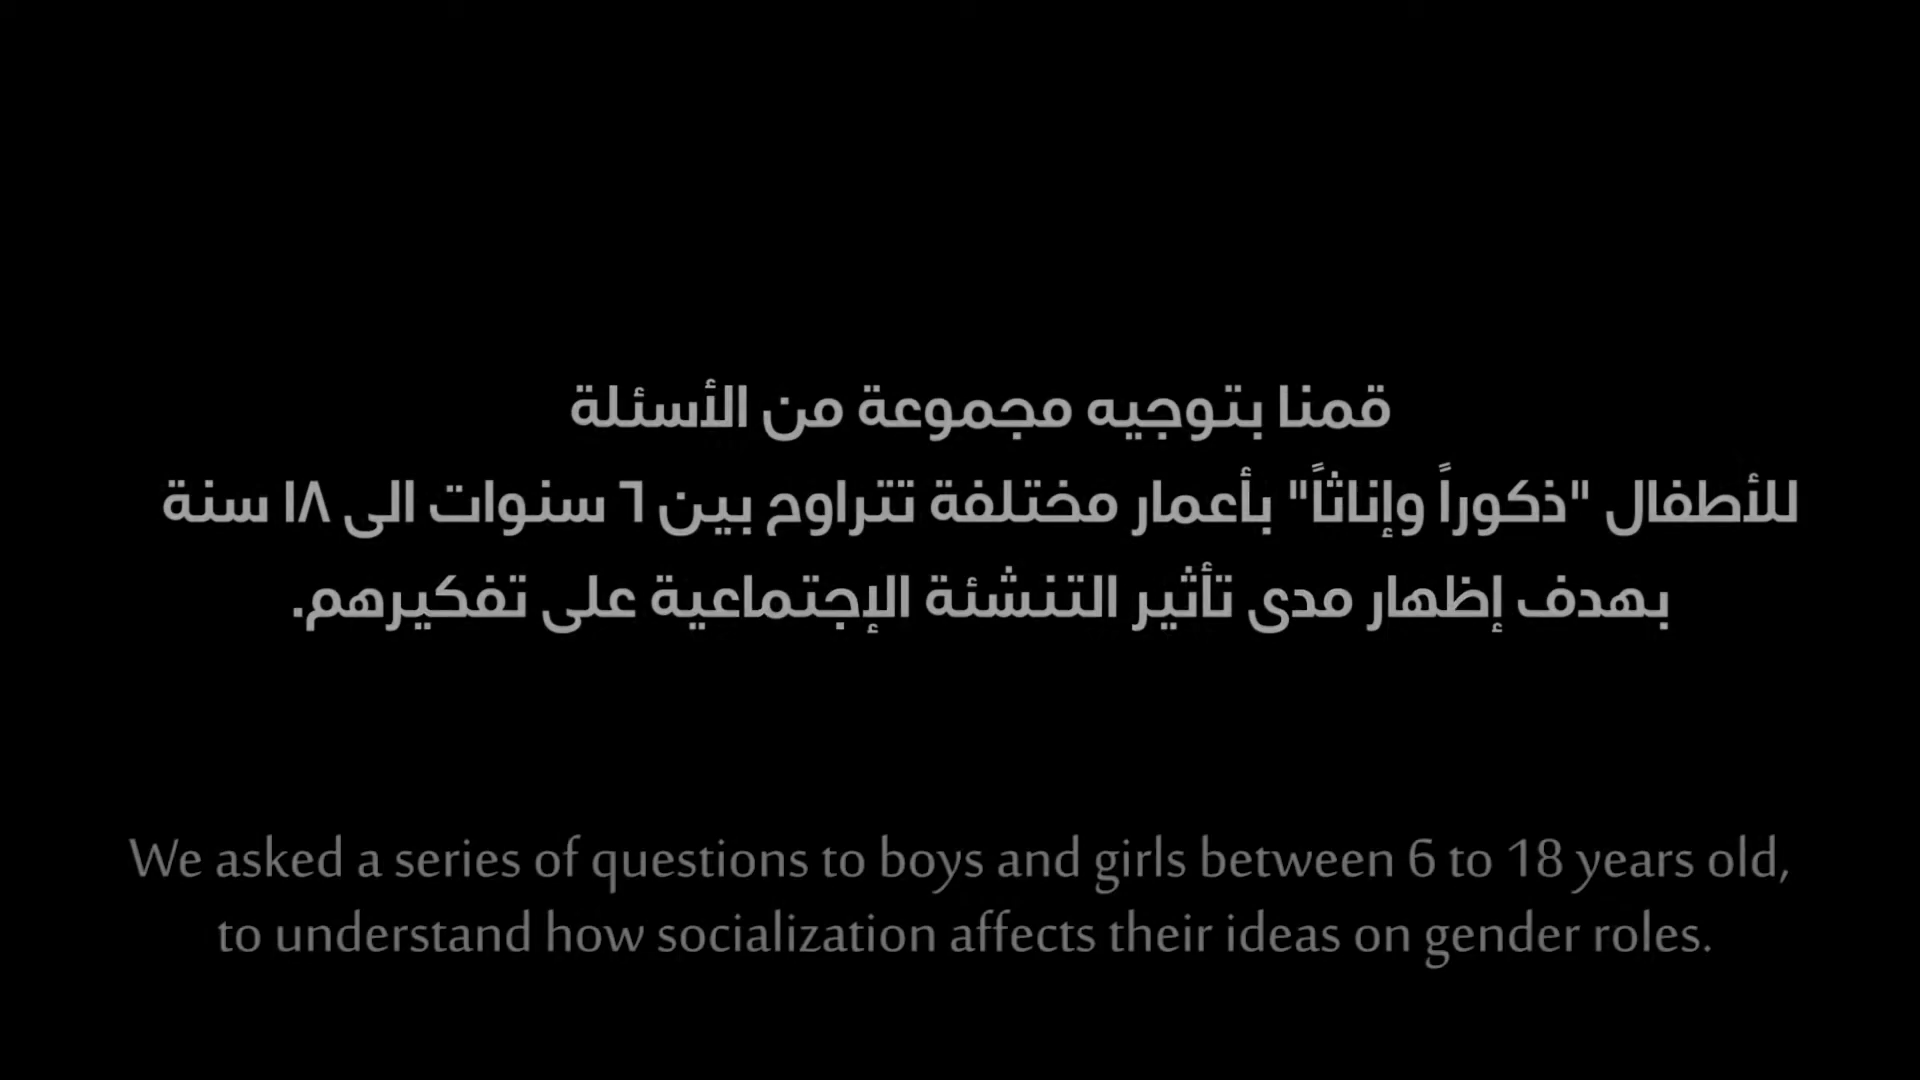 قمنا بتوجيه مجموعة من الأسئلة
للأطفال "ذكوراً وإناثاً" بأعمار مختلفة تتراوح بين ٦ سنوات الى ١٨ سنة
بهدف إظهار مدى تأثير التنشئة الإجتماعية على تفكيرهم.
We asked a series of questions to boys and girls between 6 to 18 years old,
to understand how socialization affects their ideas on gender roles.